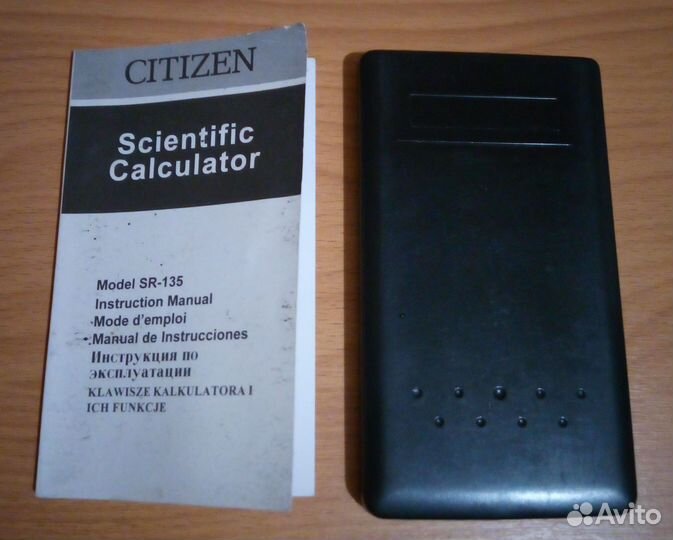 CITIZEN
Scientific
Calculator
Model SR-135
Instruction Manual
Mode d'emploi
Manual de Instrucciones
Инструкция по
эксплуатации
KLAWISZE KALKULATORA I
ICH FUNKCJE
Avito